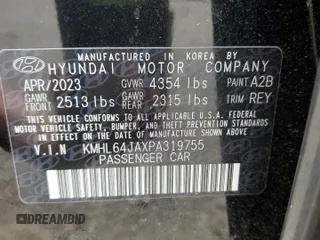 MANUFACTURED IN KOREA BY
HYUNDAI MOTOR COMPANY
APR/2023 GVWR 4354 lbs PAINT A2B
GAWR FRONT 2513 lbs GAWR REAR 2315 lbs TRIM REY
THIS VEHICLE CONFORMS TO ALL APPLICABLE
FEDERAL MOTOR VEHICLE SAFETY, BUMPER, AND
THEFT PREVENTION STANDARDS IN EFFECT ON
THE DATE OF MANUFACTURE SHOWN ABOVE.
V.I.N KMHL64JAXPA319755
PASSENGER CAR
DREAMBID